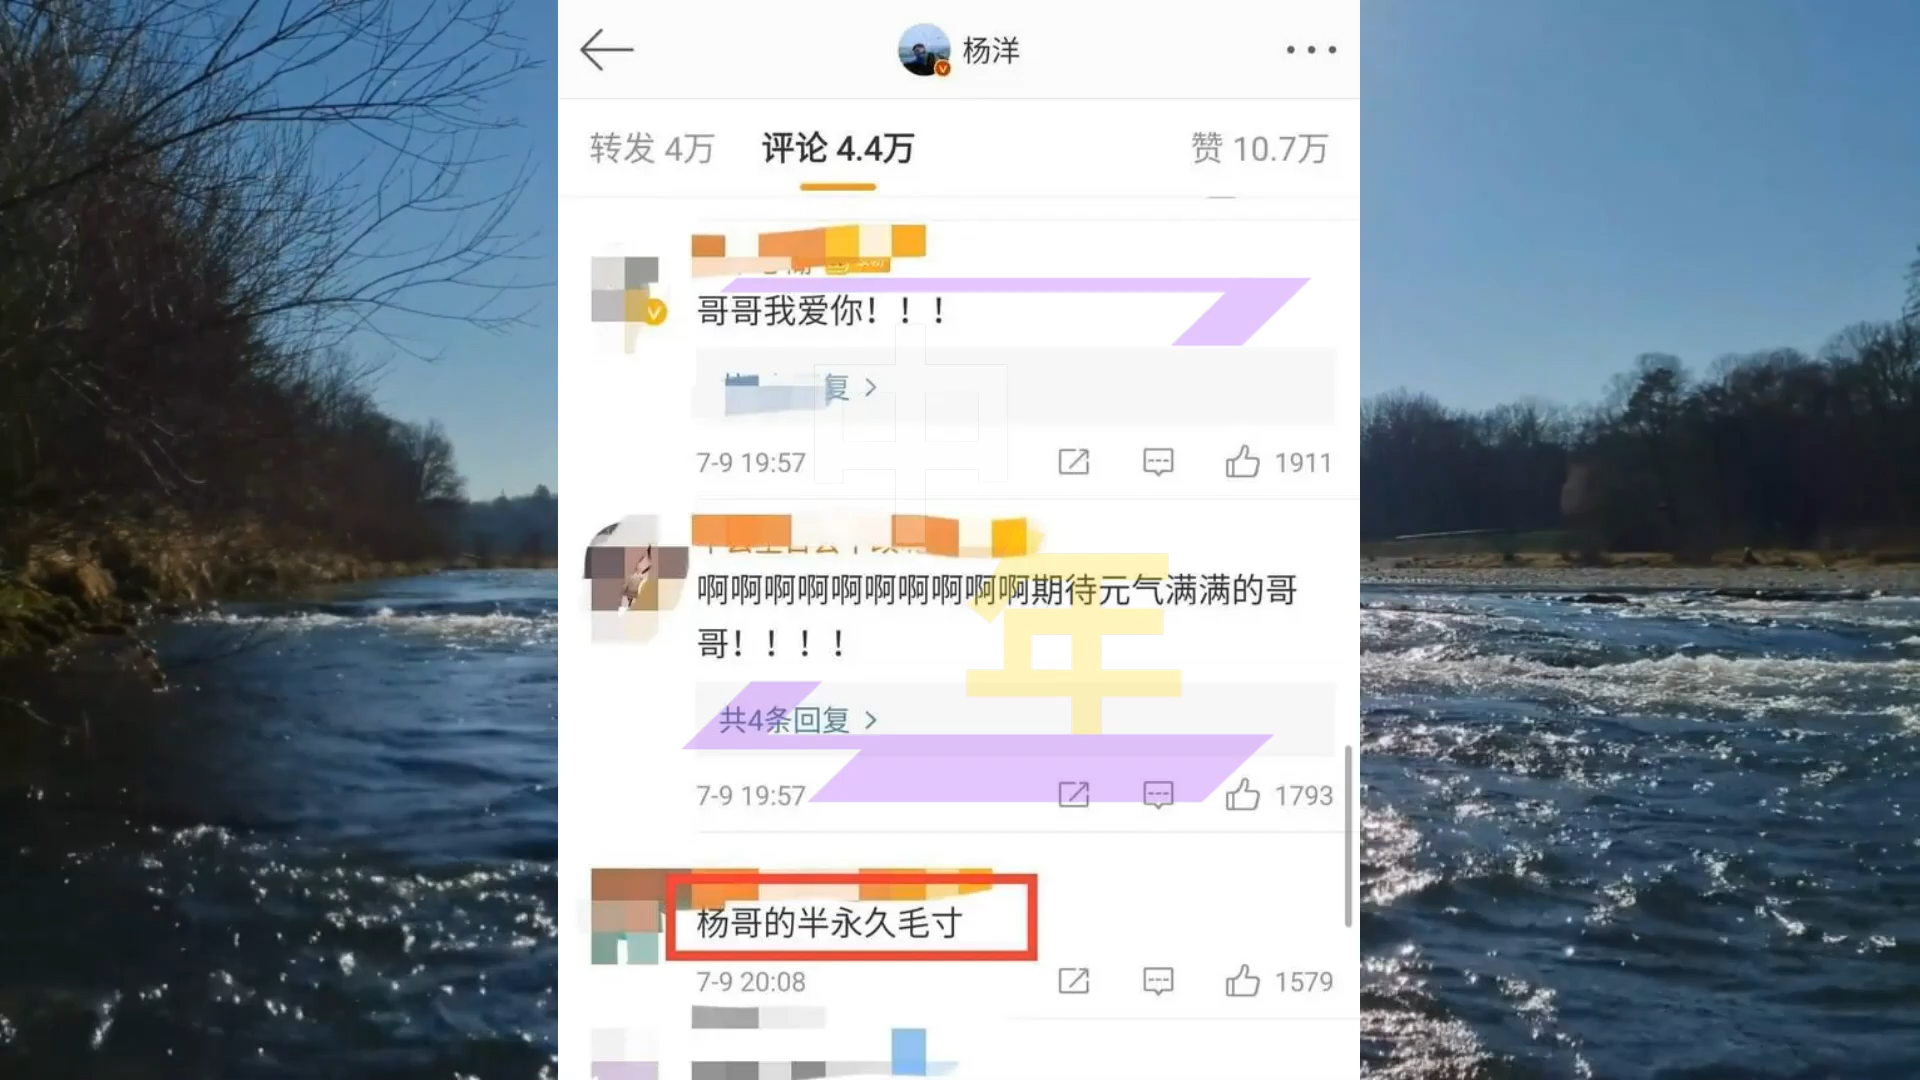 杨洋
转发 4万
评论 4.4万
赞 10.7万
哥哥我爱你！！！
复 >
7-9 19:57
1911
啊啊啊啊啊啊啊啊啊啊期待元气满满的哥
哥！！！！
共4条回复 >
7-9 19:57
1793
杨哥的半永久毛寸
7-9 20:08
1579
中
年